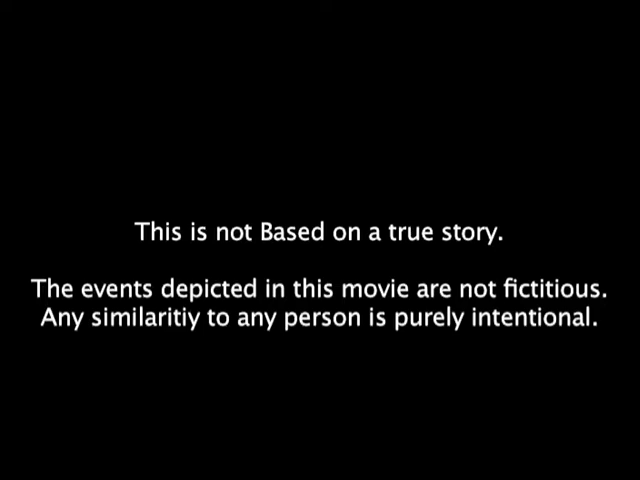 This is not Based on a true story.
The events depicted in this movie are not fictitious.
Any similaritiy to any person is purely intentional.